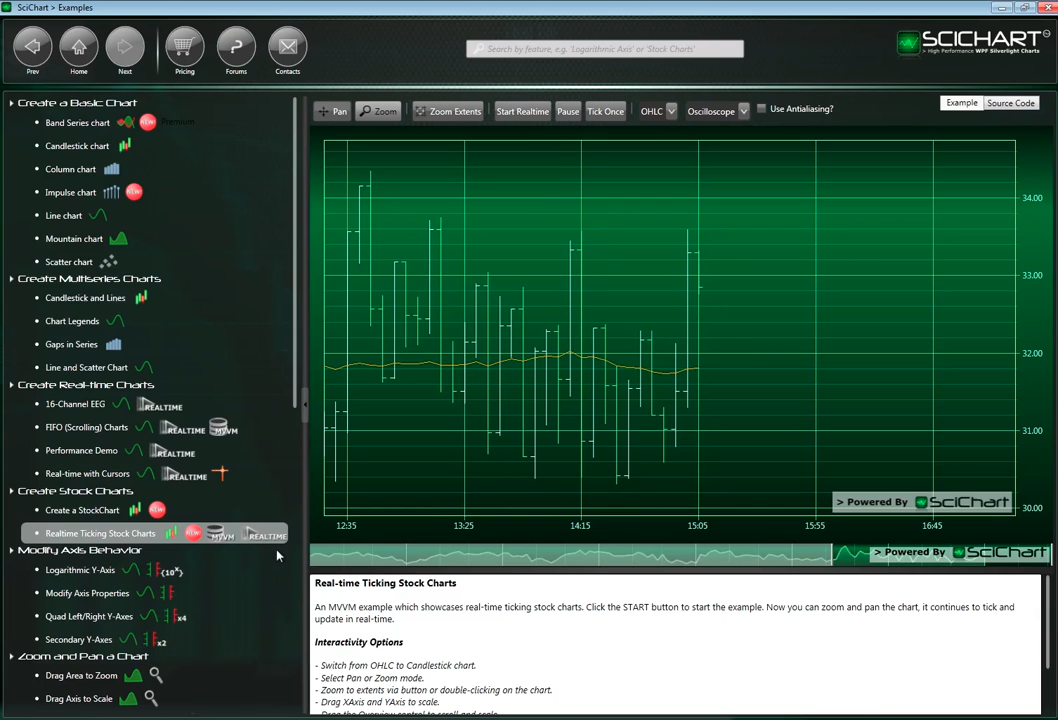 SciChart > Examples
Prev Home Next Pricing Forums Contacts
Search by feature, e.g. 'Logarithmic Axis' or 'Stock Charts'
SCICHART
> High Performance WPF Silverlight Charts
Create a Basic Chart
Band Series chart NEW Premium
Candlestick chart
Column chart
Impulse chart NEW
Line chart
Mountain chart
Scatter chart
Create Multiseries Charts
Candlestick and Lines
Chart Legends
Gaps in Series
Line and Scatter Chart
Create Real-time Charts
16-Channel EEG REALTIME
FIFO (Scrolling) Charts REALTIME MVVM
Performance Demo REALTIME
Real-time with Cursors REALTIME
Create Stock Charts
Create a StockChart NEW
Realtime Ticking Stock Charts NEW MVVM REALTIME
Modify Axis Behavior
Logarithmic Y-Axis {10ˣ}
Modify Axis Properties
Quad Left/Right Y-Axes x4
Secondary Y-Axes x2
Zoom and Pan a Chart
Drag Area to Zoom
Drag Axis to Scale
Pan Zoom Zoom Extents Start Realtime Pause Tick Once OHLC Oscilloscope Use Antialiasing?
Example Source Code
34.00
33.00
32.00
31.00
30.00
> Powered By SciChart
12:35 13:25 14:15 15:05 15:55 16:45
> Powered By SciChart
Real-time Ticking Stock Charts
An MVVM example which showcases real-time ticking stock charts. Click the START button to start the example. Now you can zoom and pan the chart, it continues to tick and
update in real-time.
Interactivity Options
- Switch from OHLC to Candlestick chart.
- Select Pan or Zoom mode.
- Zoom to extents via button or double-clicking on the chart.
- Drag XAxis and YAxis to scale.
- Drag the Overview control to scroll and scale